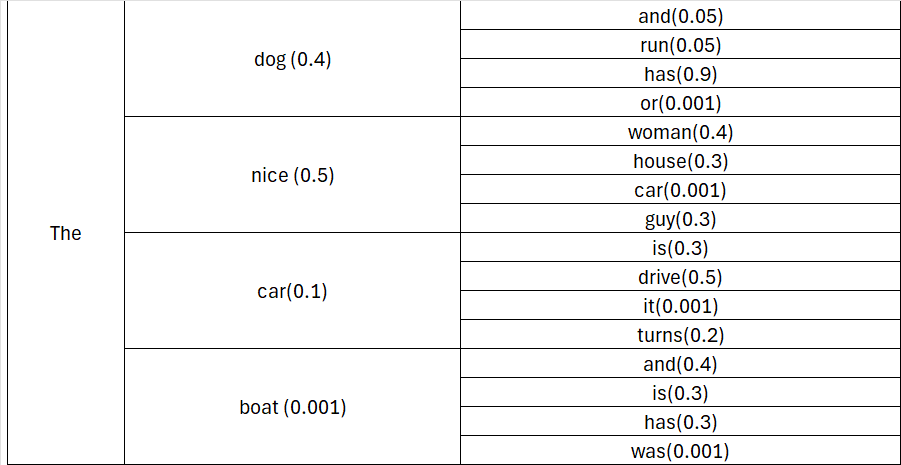 The
dog (0.4)
and(0.05)
run(0.05)
has(0.9)
or(0.001)
nice (0.5)
woman(0.4)
house(0.3)
car(0.001)
guy(0.3)
car(0.1)
is(0.3)
drive(0.5)
it(0.001)
turns(0.2)
boat (0.001)
and(0.4)
is(0.3)
has(0.3)
was(0.001)